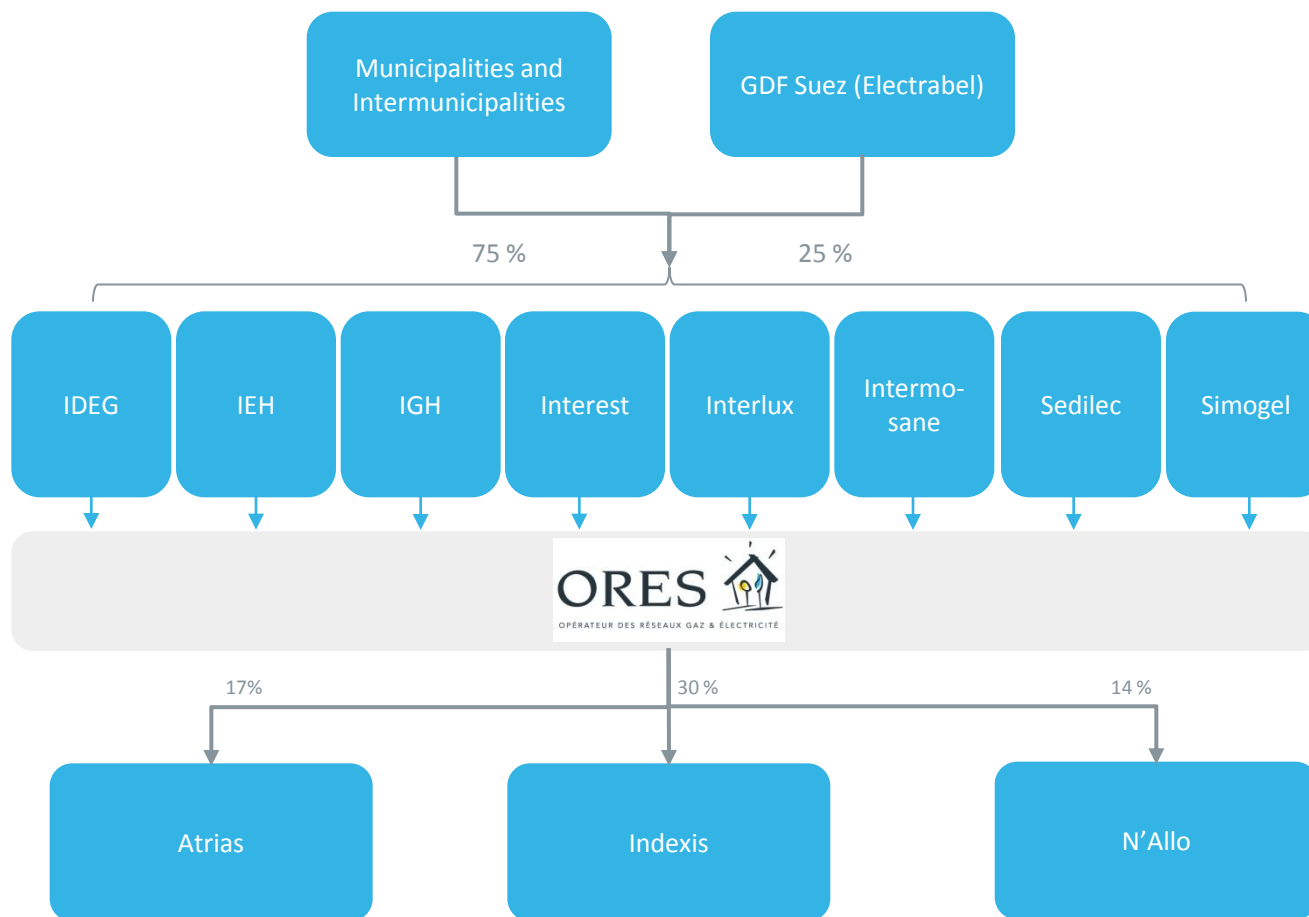 Municipalities and
Intermunicipalities
GDF Suez (Electrabel)
75 %
25 %
IDEG
IEH
IGH
Interest
Interlux
Intermo-
sane
Sedilec
Simogel
ORES
OPÉRATEUR DES RÉSEAUX GAZ & ÉLECTRICITÉ
17%
30 %
14 %
Atrias
Indexis
N'Allo